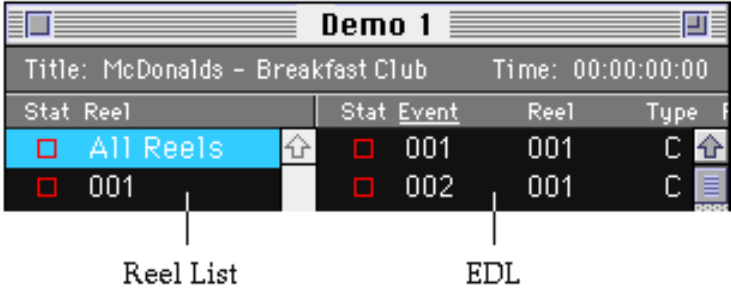 Demo 1
Title: McDonalds - Breakfast Club Time: 00:00:00:00
Stat Reel Stat Event Reel Type
All Reels 001 001 C
001 002 001 C
Reel List EDL